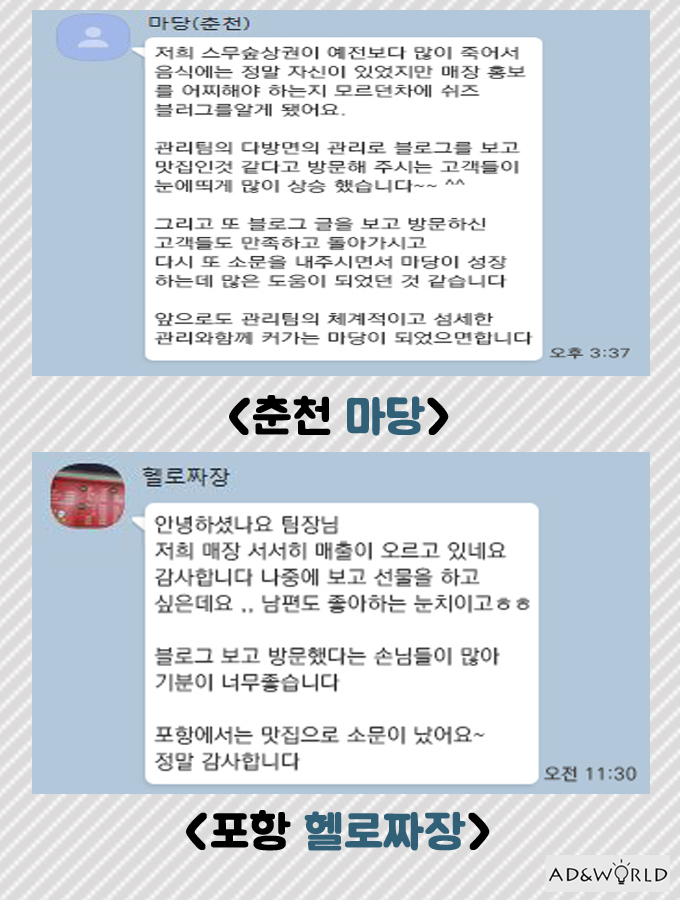 마당(춘천)
저희 스무숲상권이 예전보다 많이 죽어서
음식에는 정말 자신이 있었지만 매장 홍보
를 어찌해야 하는지 모르던차에 쉬즈
블러그를알게 됐어요.
관리팀의 다방면의 관리로 블로그를 보고
맛집인것 같다고 방문해 주시는 고객들이
눈에띄게 많이 상승 했습니다~~ ^^
그리고 또 블로그 글을 보고 방문하신
고객들도 만족하고 돌아가시고
다시 또 소문을 내주시면서 마당이 성장
하는데 많은 도움이 되었던 것 같습니다
앞으로도 관리팀의 체계적이고 섬세한
관리와함께 커가는 마당이 되었으면합니다
오후 3:37
<춘천 마당>
헬로짜장
안녕하셨나요 팀장님
저희 매장 서서히 매출이 오르고 있네요
감사합니다 나중에 보고 선물을 하고
싶은데요 ,, 남편도 좋아하는 눈치이고ㅎㅎ
블로그 보고 방문했다는 손님들이 많아
기분이 너무좋습니다
포항에서는 맛집으로 소문이 났어요~
정말 감사합니다
오전 11:30
<포항 헬로짜장>
AD&WORLD